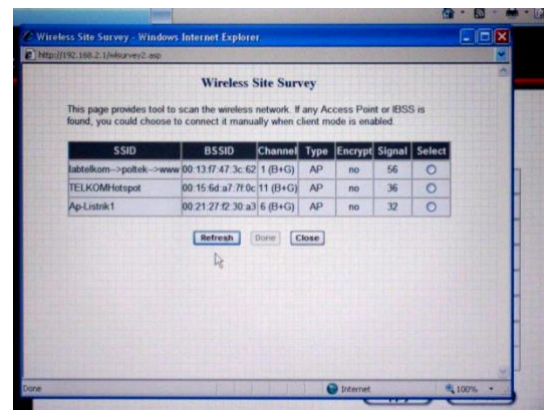 Wireless Site Survey - Windows Internet Explorer
http://192.168.2.1/wlsurvey2.asp
Wireless Site Survey
This page provides tool to scan the wireless network. If any Access Point or IBSS is
found, you could choose to connect it manually when client mode is enabled.
SSID BSSID Channel Type Encrypt Signal Select
labtelkom-->poltek-->www 00:13:f7:47:3c:62 1 (B+G) AP no 56
TELKOMHotspot 00:15:6d:a7:7f:0c 11 (B+G) AP no 36
Ap-Listrik1 00:21:27:f2:30:a3 6 (B+G) AP no 32
Refresh Done Close
Done Internet 100%